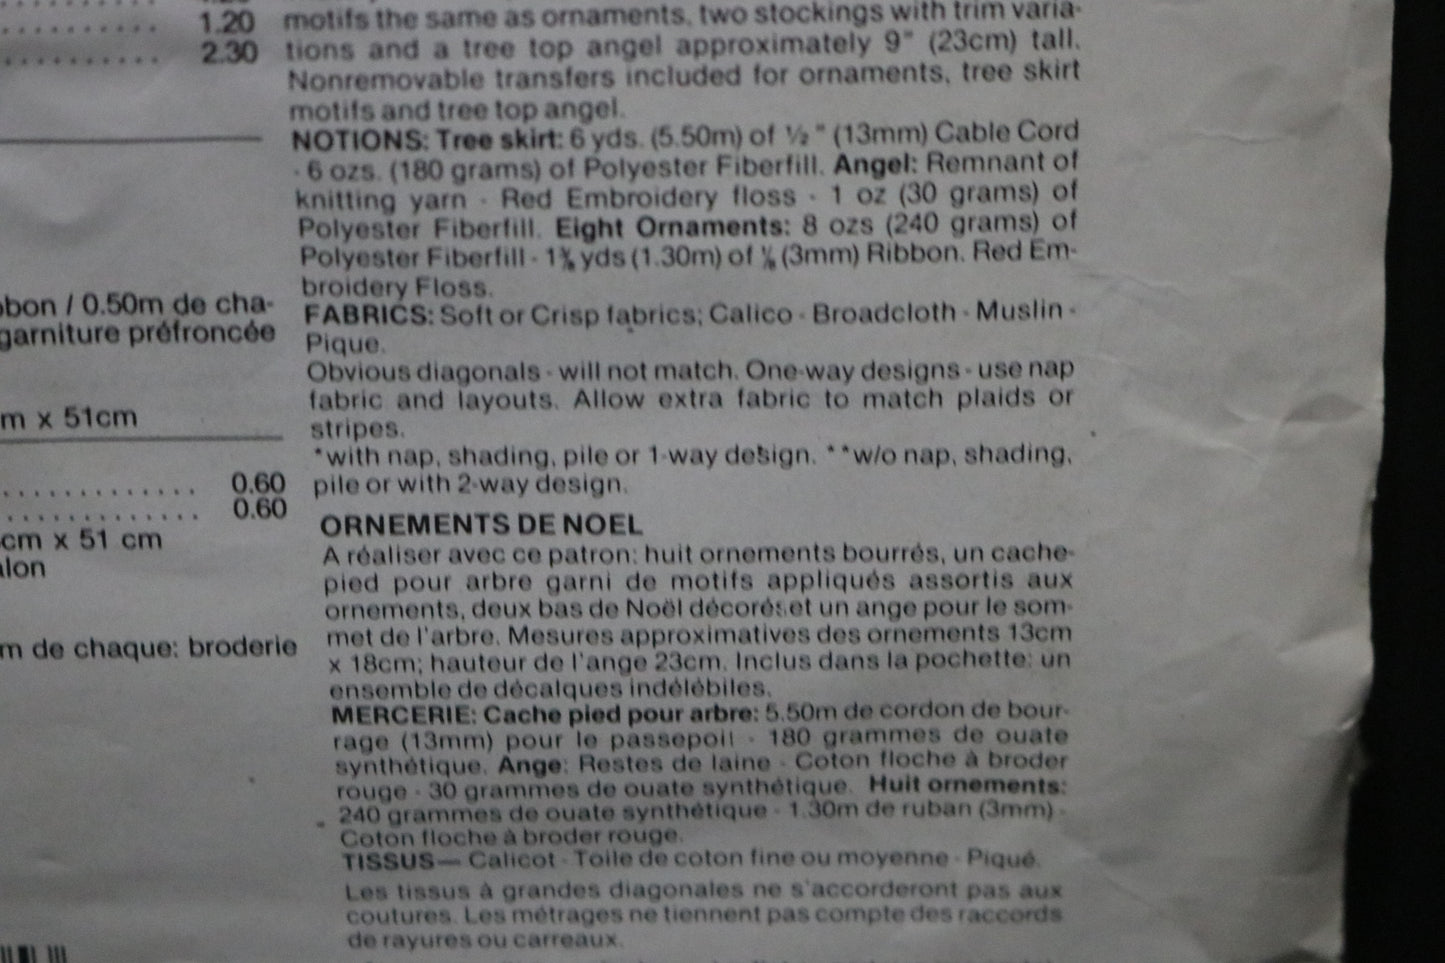 1.20
2.30
bbon / 0.50m de cha-
garniture préfroncée
m x 51cm
0.60
0.60
cm x 51 cm
alon
m de chaque: broderie
motifs the same as ornaments, two stockings with trim varia-
tions and a tree top angel approximately 9" (23cm) tall.
Nonremovable transfers included for ornaments, tree skirt
motifs and tree top angel.
NOTIONS: Tree skirt: 6 yds. (5.50m) of ½ " (13mm) Cable Cord
· 6 ozs. (180 grams) of Polyester Fiberfill. Angel: Remnant of
knitting yarn · Red Embroidery floss · 1 oz (30 grams) of
Polyester Fiberfill. Eight Ornaments: 8 ozs (240 grams) of
Polyester Fiberfill · yds (1.30m) of (3mm) Ribbon. Red Em-
broidery Floss.
FABRICS: Soft or Crisp fabrics; Calico · Broadcloth · Muslin ·
Pique.
Obvious diagonals · will not match. One-way designs · use nap
fabric and layouts. Allow extra fabric to match plaids or
stripes.
*with nap, shading, pile or 1-way design. **w/o nap, shading,
pile or with 2-way design.
ORNEMENTS DE NOEL
A réaliser avec ce patron: huit ornements bourrés, un cache-
pied pour arbre garni de motifs appliqués assortis aux
ornements, deux bas de Noël décorés et un ange pour le som-
met de l'arbre. Mesures approximatives des ornements 13cm
x 18cm; hauteur de l'ange 23cm. Inclus dans la pochette: un
ensemble de décalques indélébiles.
MERCERIE: Cache pied pour arbre: 5.50m de cordon de bour-
rage (13mm) pour le passepoil · 180 grammes de ouate
synthétique. Ange: Restes de laine · Coton floche à broder
rouge · 30 grammes de ouate synthétique. Huit ornements:
240 grammes de ouate synthétique · 1.30m de ruban (3mm) ·
Coton floche à broder rouge.
TISSUS— Calicot · Toile de coton fine ou moyenne · Piqué.
Les tissus à grandes diagonales ne s'accorderont pas aux
coutures. Les métrages ne tiennent pas compte des raccords
de rayures ou carreaux.